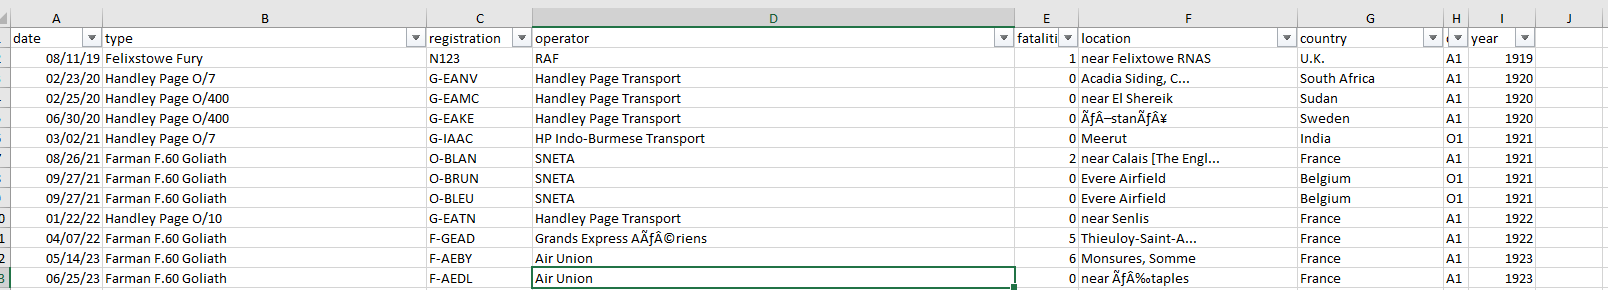 A B C D E F G H I J
date type registration operator fataliti location country year
08/11/19 Felixstowe Fury N123 RAF 1 near Felixtowe RNAS U.K. A1 1919
02/23/20 Handley Page O/7 G-EANV Handley Page Transport 0 Acadia Siding, C... South Africa A1 1920
02/25/20 Handley Page O/400 G-EAMC Handley Page Transport 0 near El Shereik Sudan A1 1920
06/30/20 Handley Page O/400 G-EAKE Handley Page Transport 0 Ãƒâ€“stanÃƒÂ¥ Sweden A1 1920
03/02/21 Handley Page O/7 G-IAAC HP Indo-Burmese Transport 0 Meerut India O1 1921
08/26/21 Farman F.60 Goliath O-BLAN SNETA 2 near Calais [The Engl... France A1 1921
09/27/21 Farman F.60 Goliath O-BRUN SNETA 0 Evere Airfield Belgium O1 1921
09/27/21 Farman F.60 Goliath O-BLEU SNETA 0 Evere Airfield Belgium O1 1921
01/22/22 Handley Page O/10 G-EATN Handley Page Transport 0 near Senlis France A1 1922
04/07/22 Farman F.60 Goliath F-GEAD Grands Express AÃƒÂ©riens 5 Thieuloy-Saint-A... France A1 1922
05/14/23 Farman F.60 Goliath F-AEBY Air Union 6 Monsures, Somme France A1 1923
06/25/23 Farman F.60 Goliath F-AEDL Air Union 0 near ÃƒÂ‰taples France A1 1923